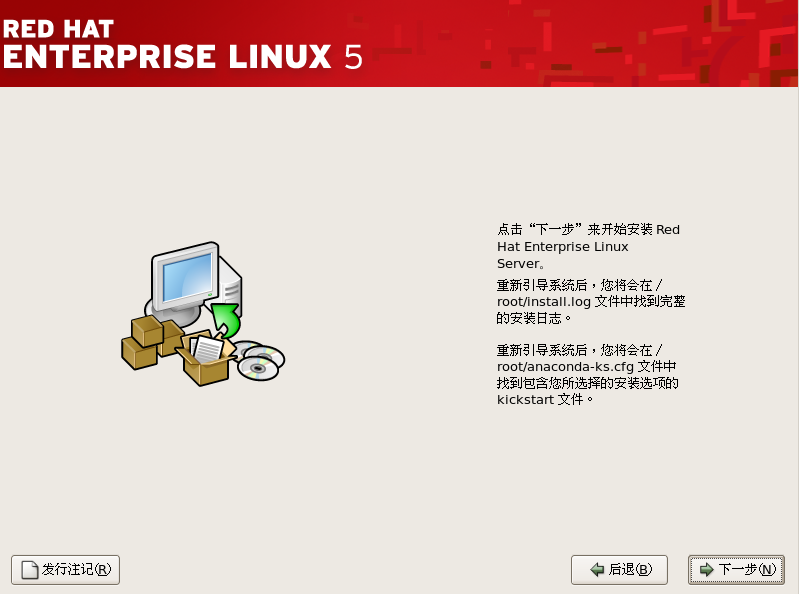 RED HAT
ENTERPRISE LINUX 5
点击“下一步”来开始安装 Red
Hat Enterprise Linux
Server。
重新引导系统后，您将会在 /
root/install.log 文件中找到完整
的安装日志。
重新引导系统后，您将会在 /
root/anaconda-ks.cfg 文件中
找到包含您所选择的安装选项的
kickstart 文件。
发行注记(R)
后退(B)
下一步(N)